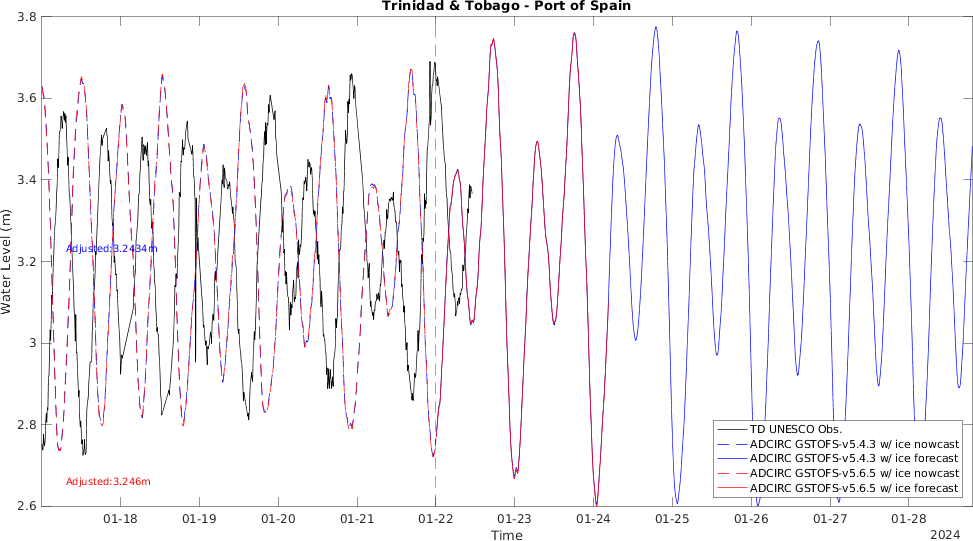 Trinidad & Tobago - Port of Spain
3.8
3.6
3.4
3.2
3
2.8
2.6
Water Level (m)
Adjusted:3.2434m
Adjusted:3.246m
TD UNESCO Obs.
ADCIRC GSTOFS-v5.4.3 w/ ice nowcast
ADCIRC GSTOFS-v5.4.3 w/ ice forecast
ADCIRC GSTOFS-v5.6.5 w/ ice nowcast
ADCIRC GSTOFS-v5.6.5 w/ ice forecast
01-18 01-19 01-20 01-21 01-22 01-23 01-24 01-25 01-26 01-27 01-28
Time
2024